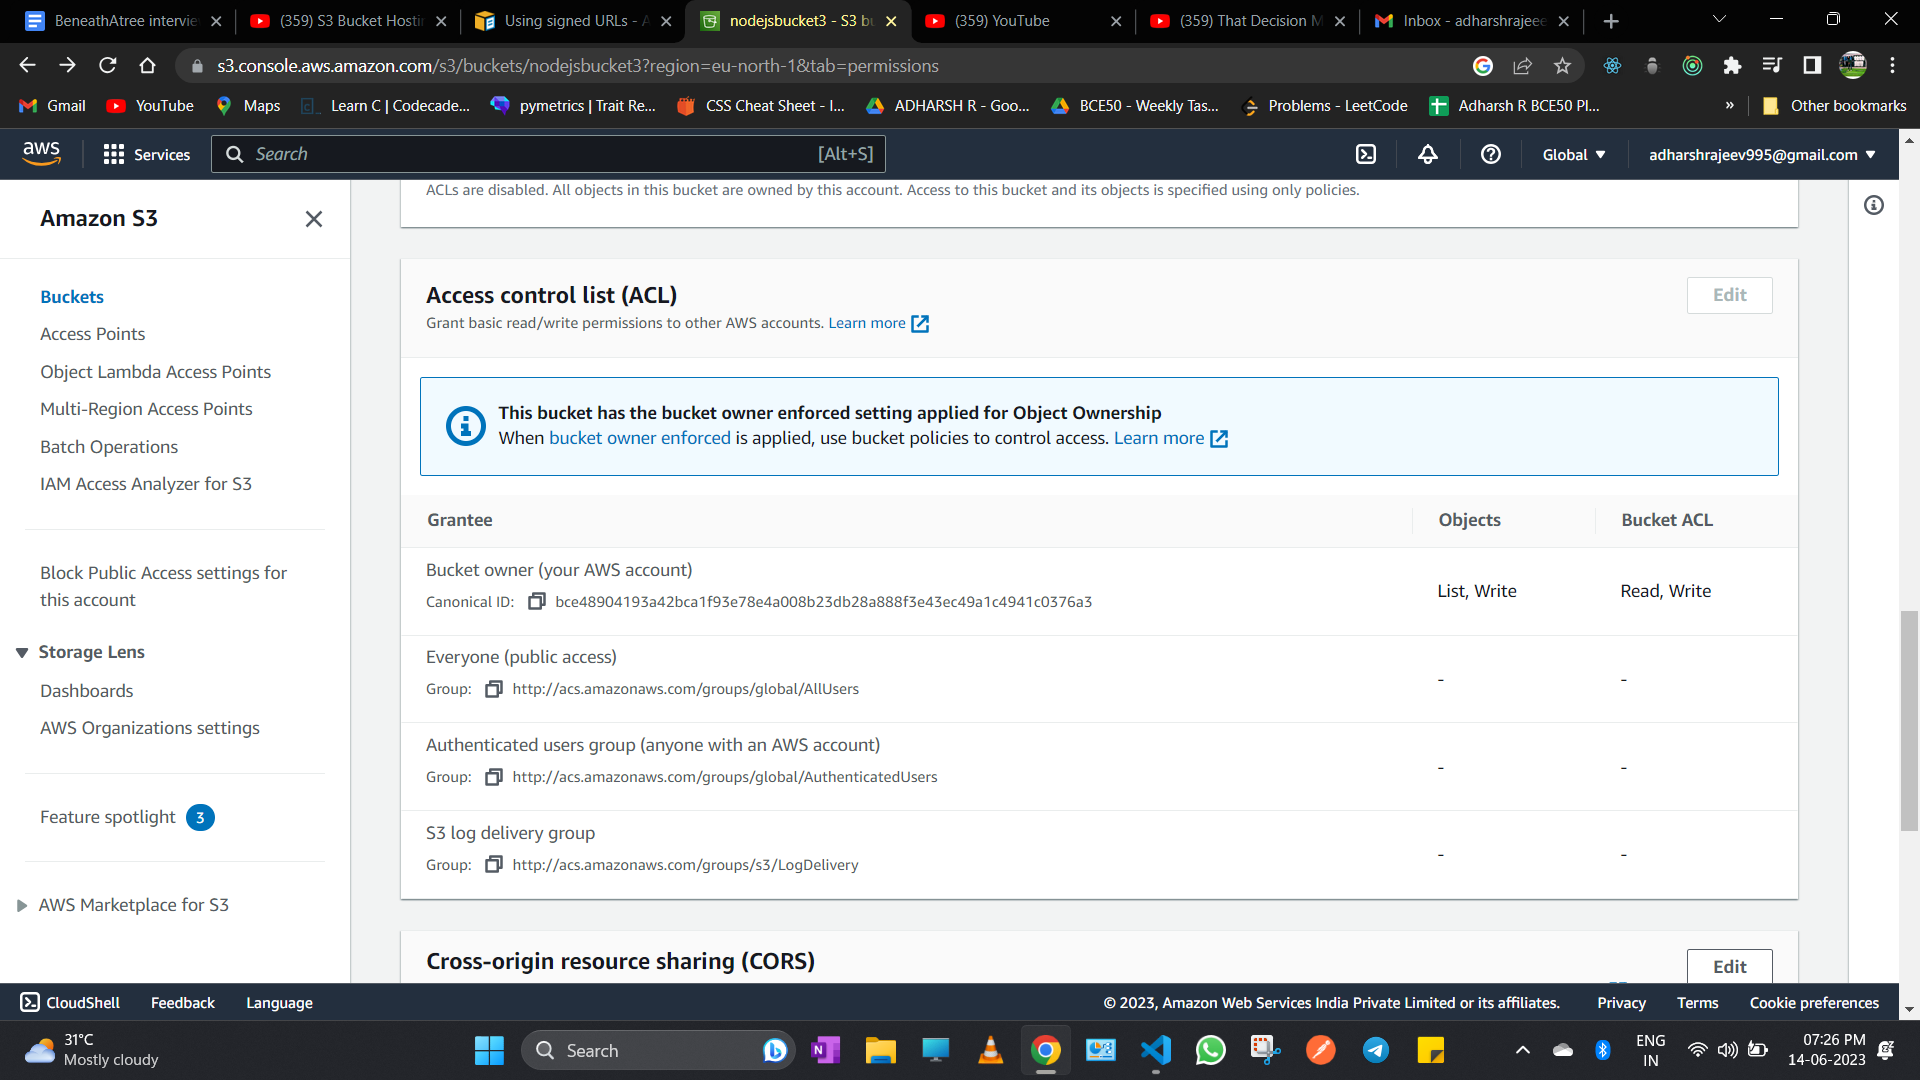 BeneathAtree intervie
(359) S3 Bucket Hosti
Using signed URLs - A
nodejsbucket3 - S3 bu
(359) YouTube
(359) That Decision M
Inbox - adharshrajeee
s3.console.aws.amazon.com/s3/buckets/nodejsbucket3?region=eu-north-1&tab=permissions
Gmail
YouTube
Maps
Learn C | Codecade...
pymetrics | Trait Re...
CSS Cheat Sheet - I...
ADHARSH R - Goo...
BCE50 - Weekly Tas...
Problems - LeetCode
Adharsh R BCE50 Pl...
»
Other bookmarks
aws
Services
Search
[Alt+S]
Global
adharshrajeev995@gmail.com
Amazon S3
Buckets
Access Points
Object Lambda Access Points
Multi-Region Access Points
Batch Operations
IAM Access Analyzer for S3
Block Public Access settings for
this account
Storage Lens
Dashboards
AWS Organizations settings
Feature spotlight 3
AWS Marketplace for S3
ACLs are disabled. All objects in this bucket are owned by this account. Access to this bucket and its objects is specified using only policies.
Access control list (ACL)
Edit
Grant basic read/write permissions to other AWS accounts. Learn more
This bucket has the bucket owner enforced setting applied for Object Ownership
When bucket owner enforced is applied, use bucket policies to control access. Learn more
Grantee Objects Bucket ACL
Bucket owner (your AWS account)
Canonical ID: bce48904193a42bca1f93e78e4a008b23db28a888f3e43ec49a1c4941c0376a3
List, Write Read, Write
Everyone (public access)
Group: http://acs.amazonaws.com/groups/global/AllUsers
- -
Authenticated users group (anyone with an AWS account)
Group: http://acs.amazonaws.com/groups/global/AuthenticatedUsers
- -
S3 log delivery group
Group: http://acs.amazonaws.com/groups/s3/LogDelivery
- -
Cross-origin resource sharing (CORS)
Edit
CloudShell Feedback Language
© 2023, Amazon Web Services India Private Limited or its affiliates. Privacy Terms Cookie preferences
31°C
Mostly cloudy
Search
ENG
IN
07:26 PM
14-06-2023